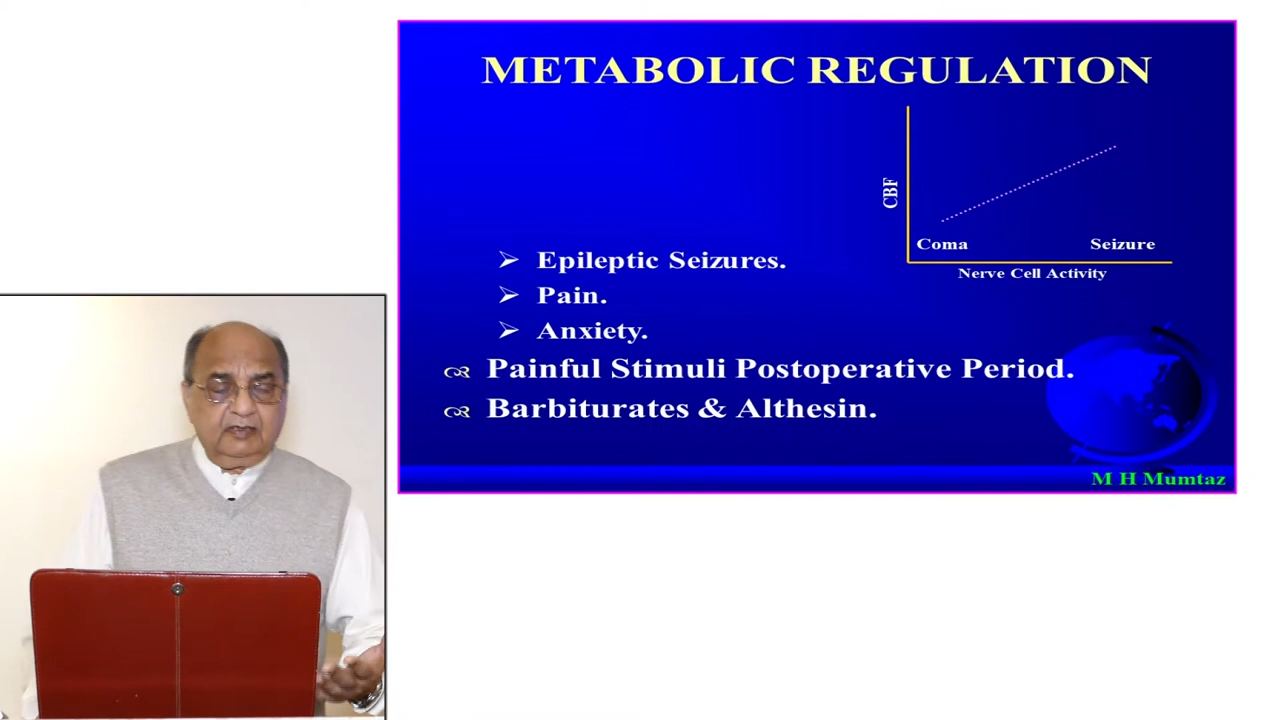 METABOLIC REGULATION
CBF
Coma
Seizure
Nerve Cell Activity
Epileptic Seizures.
Pain.
Anxiety.
Painful Stimuli Postoperative Period.
Barbiturates & Althesin.
M H Mumtaz